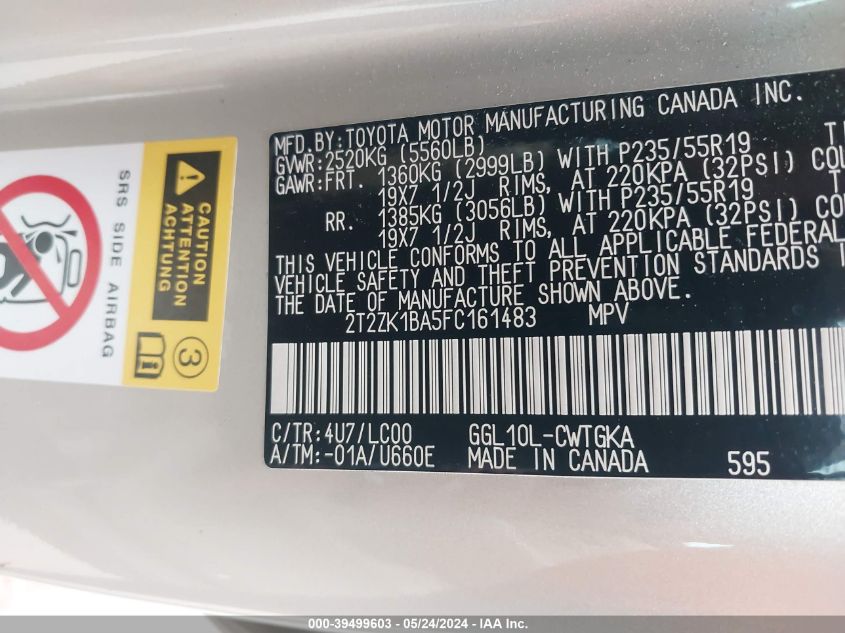 SRS SIDE AIRBAG
CAUTION
ATTENTION
ACHTUNG
3
MFD. BY: TOYOTA MOTOR MANUFACTURING CANADA INC.
GVWR: 2520KG (5560LB)
GAWR: FRT. 1360KG (2999LB) WITH P235/55R19
19X7 1/2J RIMS, AT 220KPA (32PSI)
RR. 1385KG (3056LB) WITH P235/55R19
19X7 1/2J RIMS, AT 220KPA (32PSI)
THIS VEHICLE CONFORMS TO ALL APPLICABLE FEDERAL
VEHICLE SAFETY AND THEFT PREVENTION STANDARDS
THE DATE OF MANUFACTURE SHOWN ABOVE.
2T2ZK1BA5FC161483 MPV
C/TR: 4U7/LC00 GGL10L-CWTGKA
A/TM: -01A/U660E MADE IN CANADA 595
000-39499603 - 05/24/2024 - IAA Inc.